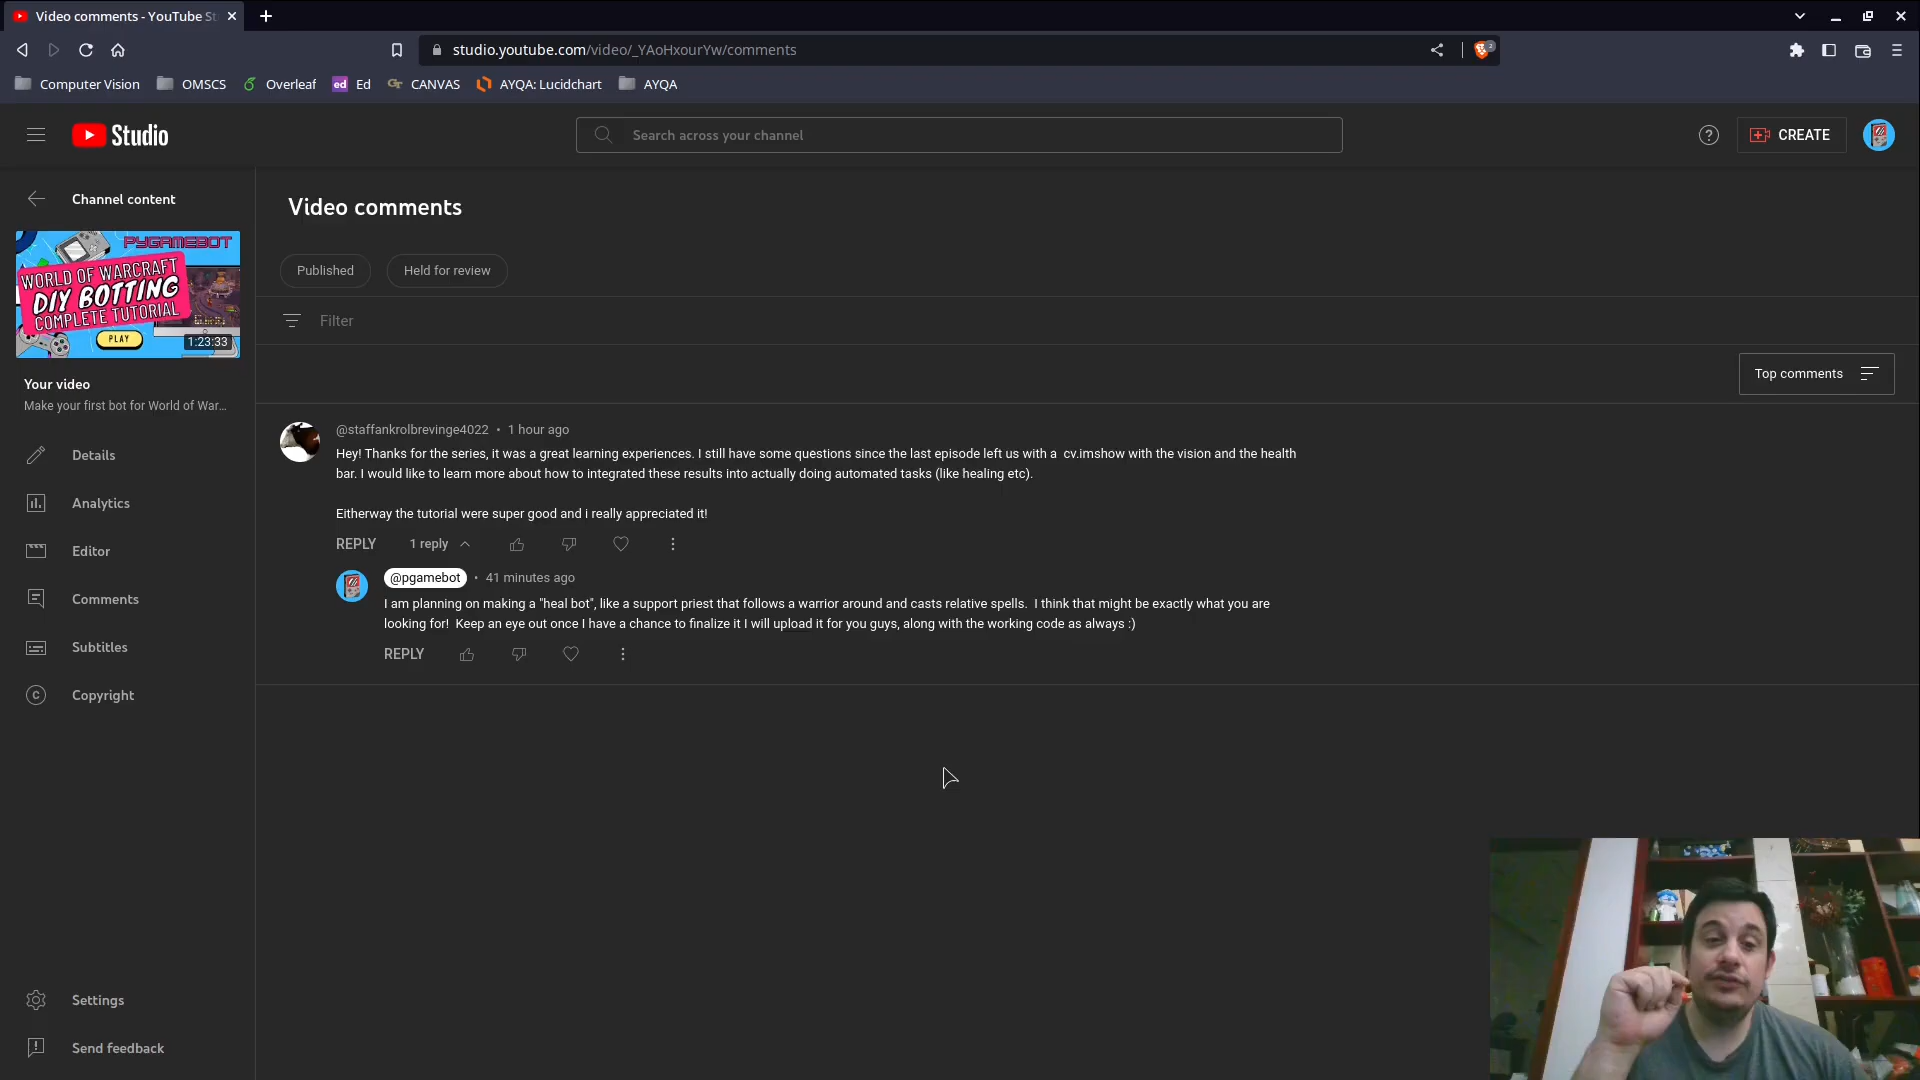 Video comments - YouTube St
studio.youtube.com/video/_YAoHxourYw/comments
Computer Vision
OMSCS
Overleaf
ed Ed
CANVAS
AYQA: Lucidchart
AYQA
Studio
Search across your channel
CREATE
Channel content
PYGAMEBOT
WORLD OF WARCRAFT
DIY BOTTING
COMPLETE TUTORIAL
PLAY
1:23:33
Your video
Make your first bot for World of War...
Details
Analytics
Editor
Comments
Subtitles
Copyright
Settings
Send feedback
Video comments
Published
Held for review
Filter
Top comments
@staffankrolbrevinge4022 • 1 hour ago
Hey! Thanks for the series, it was a great learning experiences. I still have some questions since the last episode left us with a  cv.imshow with the vision and the health
bar. I would like to learn more about how to integrated these results into actually doing automated tasks (like healing etc).
Eitherway the tutorial were super good and i really appreciated it!
REPLY 1 reply
@pgamebot • 41 minutes ago
I am planning on making a "heal bot", like a support priest that follows a warrior around and casts relative spells.  I think that might be exactly what you are
looking for!  Keep an eye out once I have a chance to finalize it I will upload it for you guys, along with the working code as always :)
REPLY